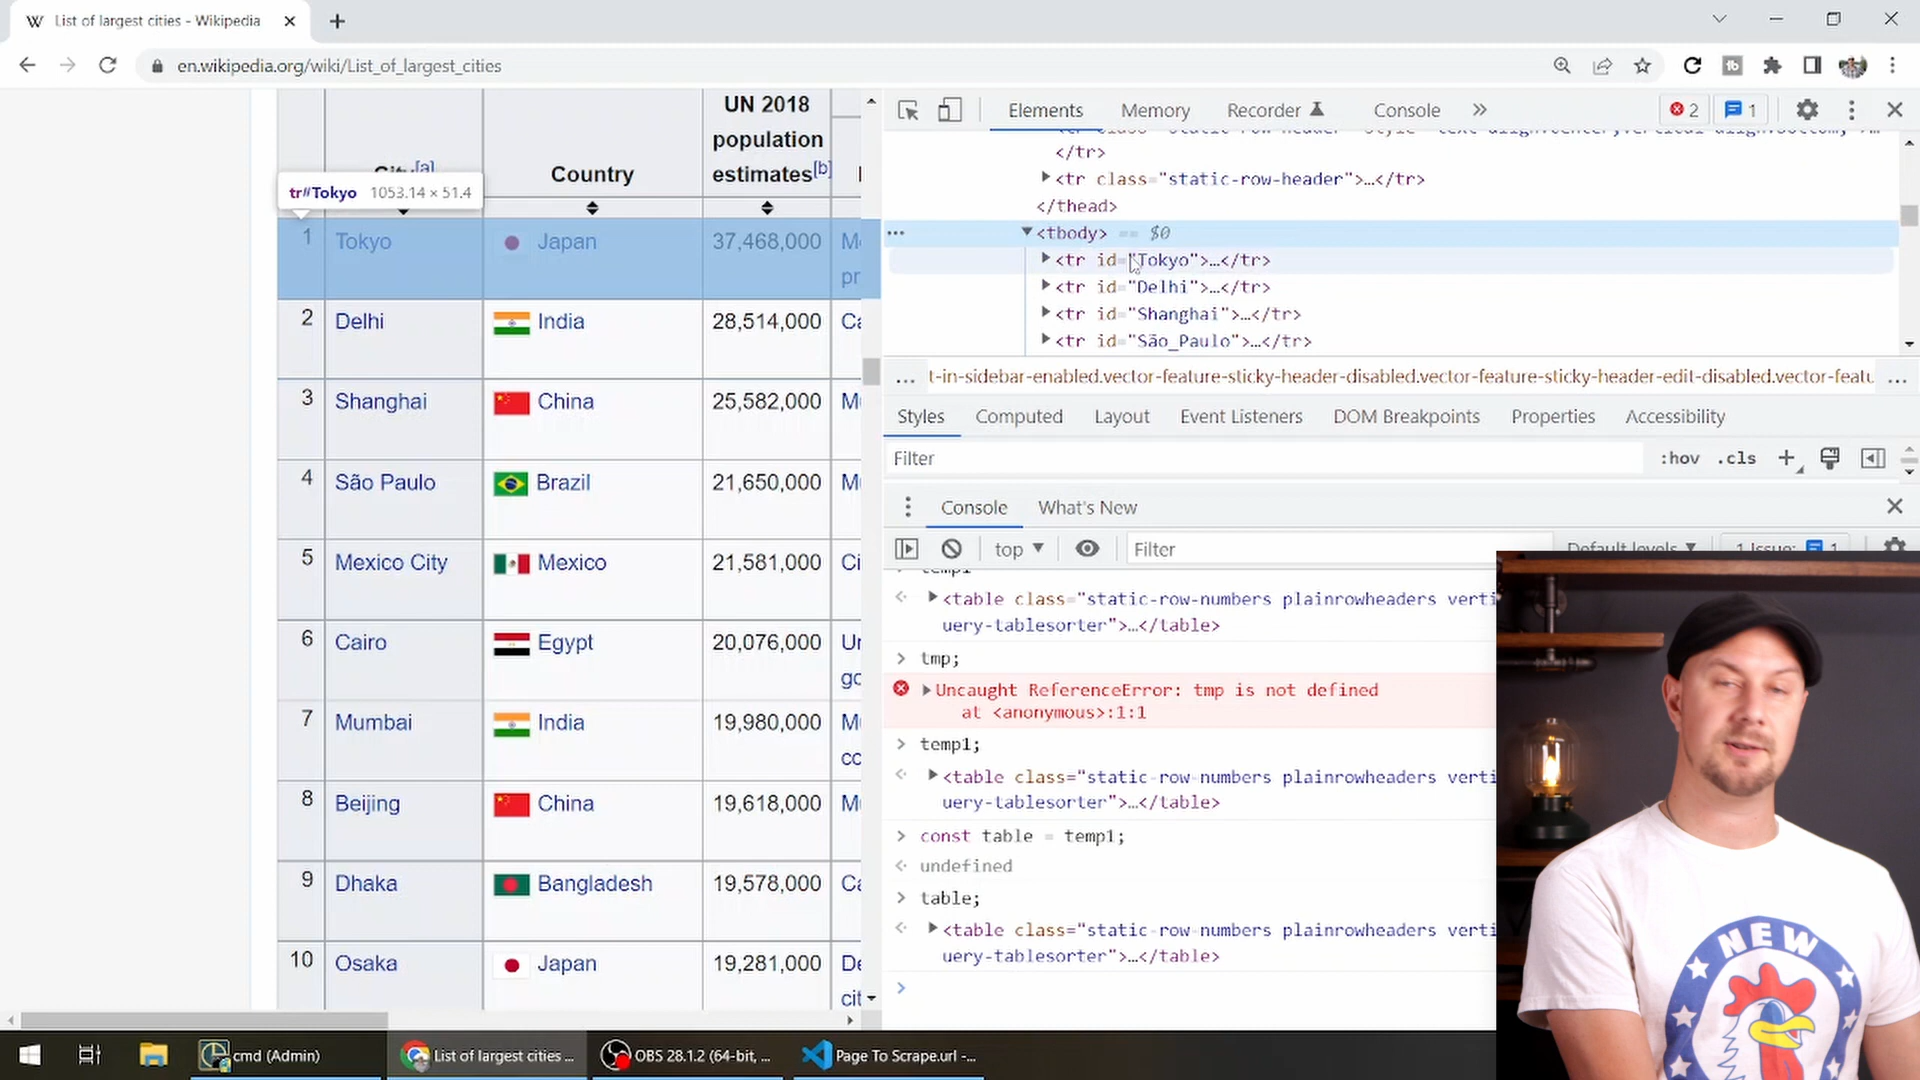 List of largest cities - Wikipedia
en.wikipedia.org/wiki/List_of_largest_cities
City[a]
Country
UN 2018
population
estimates[b]
tr#Tokyo 1053.14 × 51.4
1 Tokyo Japan 37,468,000
2 Delhi India 28,514,000
3 Shanghai China 25,582,000
4 São Paulo Brazil 21,650,000
5 Mexico City Mexico 21,581,000
6 Cairo Egypt 20,076,000
7 Mumbai India 19,980,000
8 Beijing China 19,618,000
9 Dhaka Bangladesh 19,578,000
10 Osaka Japan 19,281,000
Elements Memory Recorder Console » 2 1
</tr>
<tr class="static-row-header">…</tr>
</thead>
… <tbody> == $0
<tr id="Tokyo">…</tr>
<tr id="Delhi">…</tr>
<tr id="Shanghai">…</tr>
<tr id="São_Paulo">…</tr>
… t-in-sidebar-enabled.vector-feature-sticky-header-disabled.vector-feature-sticky-header-edit-disabled.vector-featu …
Styles Computed Layout Event Listeners DOM Breakpoints Properties Accessibility
Filter :hov .cls +
Console What's New
top Filter Default levels 1 Issue: 1
temp1
<table class="static-row-numbers plainrowheaders verti
uery-tablesorter">…</table>
tmp;
Uncaught ReferenceError: tmp is not defined
at <anonymous>:1:1
temp1;
<table class="static-row-numbers plainrowheaders verti
uery-tablesorter">…</table>
const table = temp1;
undefined
table;
<table class="static-row-numbers plainrowheaders verti
uery-tablesorter">…</table>
NEW
cmd (Admin) List of largest cities ... OBS 28.1.2 (64-bit, ... Page To Scrape.url -...